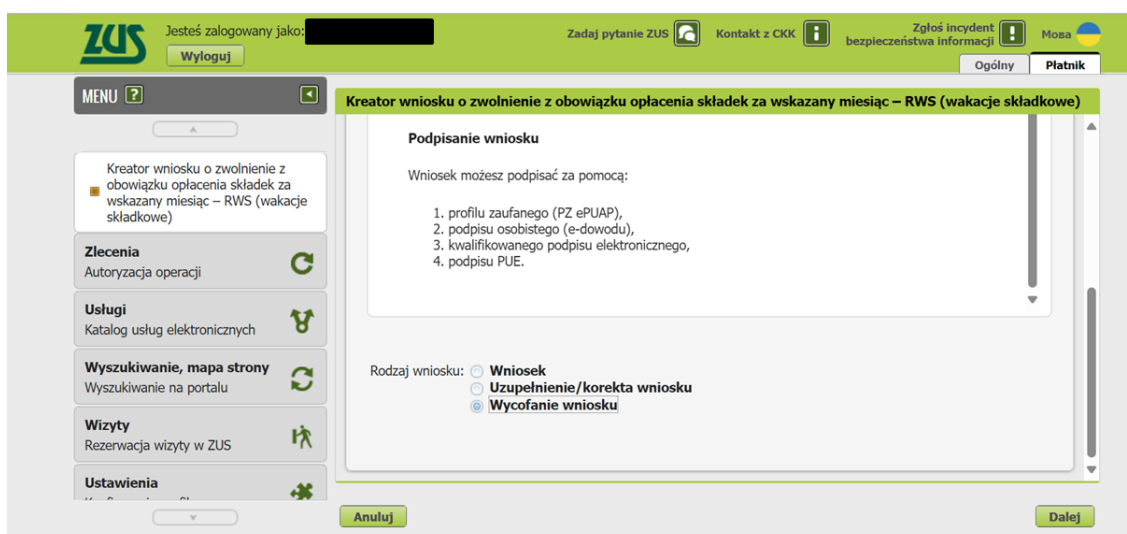 ZUS
Jesteś zalogowany jako:
Wyloguj
Zadaj pytanie ZUS
Kontakt z CKK
Zgłoś incydent
bezpieczeństwa informacji
Мова
Ogólny
Płatnik
MENU ?
Kreator wniosku o zwolnienie z
obowiązku opłacenia składek za
wskazany miesiąc – RWS (wakacje
składkowe)
Zlecenia
Autoryzacja operacji
Usługi
Katalog usług elektronicznych
Wyszukiwanie, mapa strony
Wyszukiwanie na portalu
Wizyty
Rezerwacja wizyty w ZUS
Ustawienia
Kreator wniosku o zwolnienie z obowiązku opłacenia składek za wskazany miesiąc – RWS (wakacje składkowe)
Podpisanie wniosku
Wniosek możesz podpisać za pomocą:
1. profilu zaufanego (PZ ePUAP),
2. podpisu osobistego (e-dowodu),
3. kwalifikowanego podpisu elektronicznego,
4. podpisu PUE.
Rodzaj wniosku: Wniosek
Uzupełnienie/korekta wniosku
Wycofanie wniosku
Anuluj
Dalej